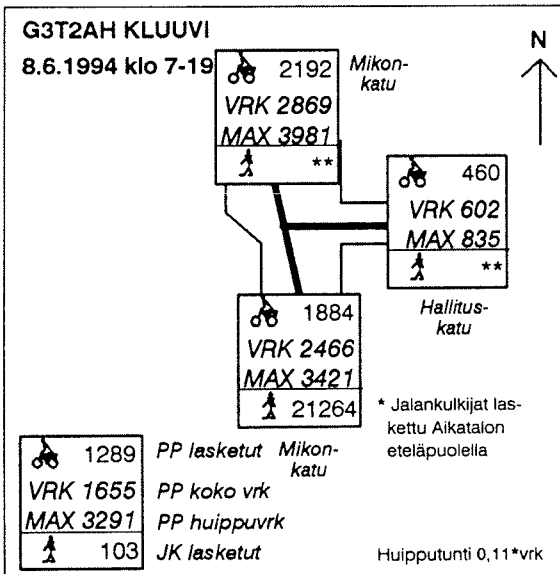 G3T2AH KLUUVI
8.6.1994 klo 7-19
2192
VRK 2869
MAX 3981
**
Mikon-
katu
N
460
VRK 602
MAX 835
**
Hallitus-
katu
1884
VRK 2466
MAX 3421
21264
Mikon-
katu
* Jalankulkijat las-
kettu Aikatalon
eteläpuolella
1289 PP lasketut
VRK 1655 PP koko vrk
MAX 3291 PP huippuvrk
103 JK lasketut
Huipputunti 0,11*vrk